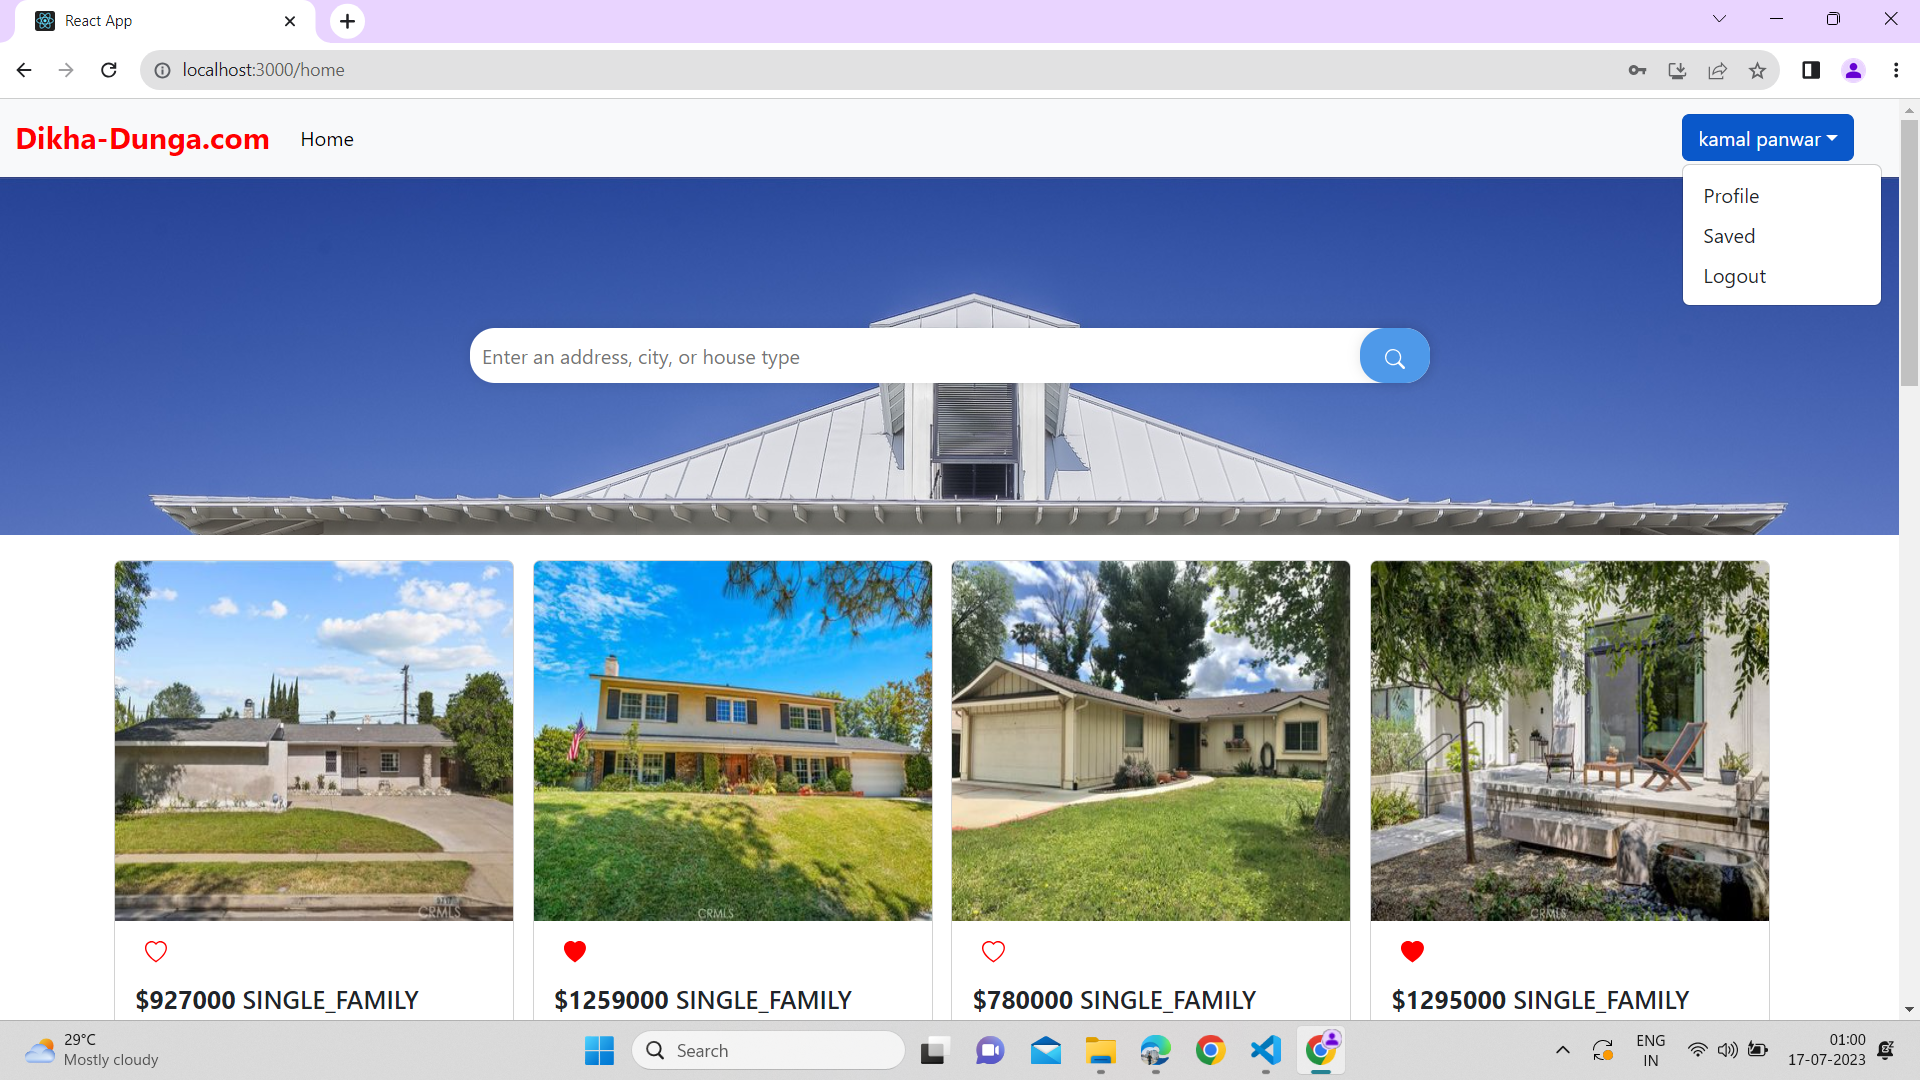 React App
localhost:3000/home
Dikha-Dunga.com
Home
kamal panwar
Profile
Saved
Logout
Enter an address, city, or house type
CRMLS
CRMLS
CRMLS
$927000 SINGLE_FAMILY
$1259000 SINGLE_FAMILY
$780000 SINGLE_FAMILY
$1295000 SINGLE_FAMILY
29°C
Mostly cloudy
Search
ENG
IN
01:00
17-07-2023